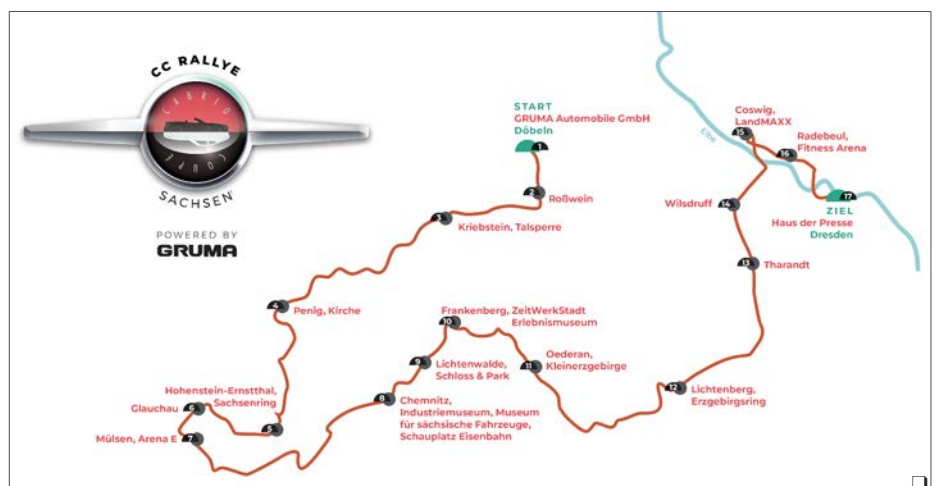 CC RALLYE
CABRIO
COUPE
SACHSEN
POWERED BY
GRUMA
START
GRUMA Automobile GmbH
Döbeln
1
2
Roßwein
3
Kriebstein, Talsperre
4
Penig, Kirche
Hohenstein-Ernstthal,
Sachsenring
5
Glauchau
6
Mülsen, Arena E
7
8
Chemnitz,
Industriemuseum, Museum
für sächsische Fahrzeuge,
Schauplatz Eisenbahn
9
Lichtenwalde,
Schloss & Park
Frankenberg, ZeitWerkStadt
Erlebnismuseum
10
Oederan,
Kleinerzgebirge
11
12
Lichtenberg,
Erzgebirgsring
13
Tharandt
Wilsdruff
14
Elbe
Coswig,
LandMAXX
15
Radebeul,
Fitness Arena
16
17
ZIEL
Haus der Presse
Dresden